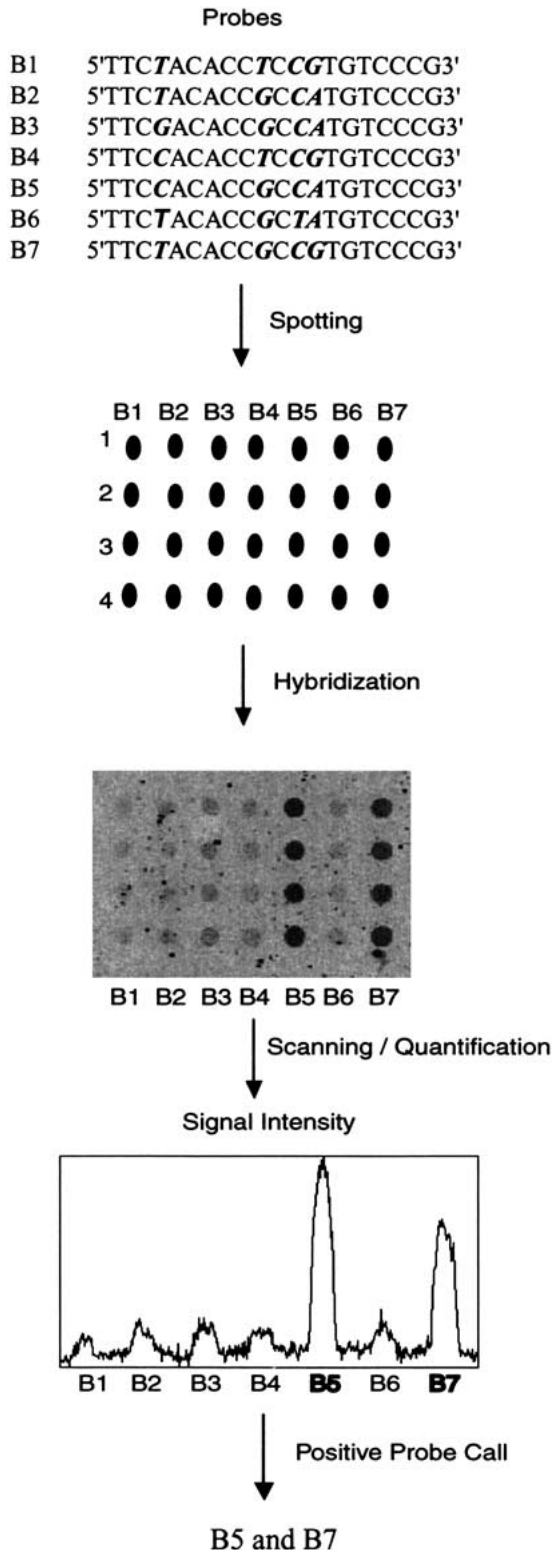 Probes
B1 5'TTCTACACCTCCGTGTCCCG3'
B2 5'TTCTACACCGCCATGTCCCG3'
B3 5'TTCGACACCGCCATGTCCCG3'
B4 5'TTCCACACCTCCGTGTCCCG3'
B5 5'TTCCACACCGCCATGTCCCG3'
B6 5'TTCTACACCGCTATGTCCCG3'
B7 5'TTCTACACCGCCGTGTCCCG3'
Spotting
B1 B2 B3 B4 B5 B6 B7
1
2
3
4
Hybridization
B1 B2 B3 B4 B5 B6 B7
Scanning / Quantification
Signal Intensity
B1 B2 B3 B4 B5 B6 B7
Positive Probe Call
B5 and B7